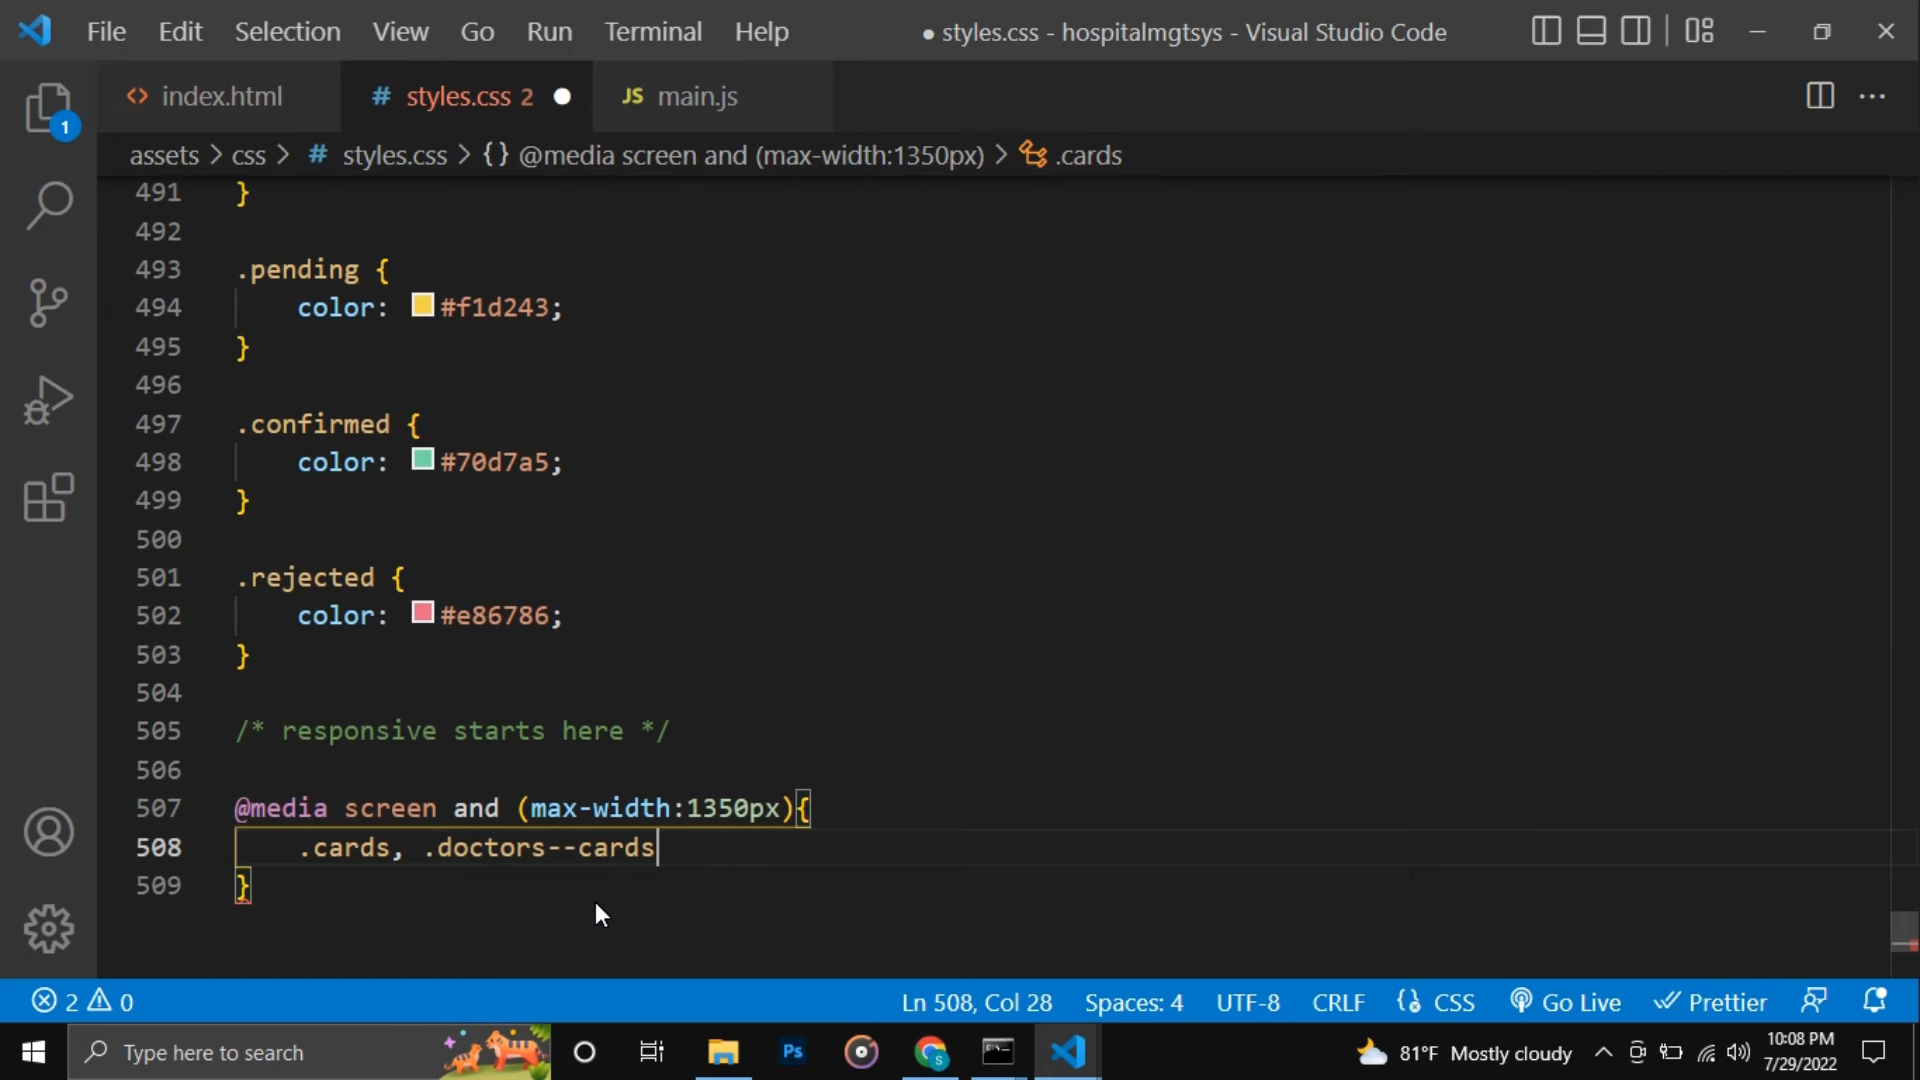 File Edit Selection View Go Run Terminal Help ● styles.css - hospitalmgtsys - Visual Studio Code
<> index.html # styles.css 2 ● JS main.js
1
assets > css > # styles.css > {} @media screen and (max-width:1350px) > .cards
491 }
492
493 .pending {
494 color: #f1d243;
495 }
496
497 .confirmed {
498 color: #70d7a5;
499 }
500
501 .rejected {
502 color: #e86786;
503 }
504
505 /* responsive starts here */
506
507 @media screen and (max-width:1350px){
508 .cards, .doctors--cards
509 }
2 0 Ln 508, Col 28 Spaces: 4 UTF-8 CRLF {} CSS Go Live Prettier
Type here to search Ps 81°F Mostly cloudy 10:08 PM
7/29/2022